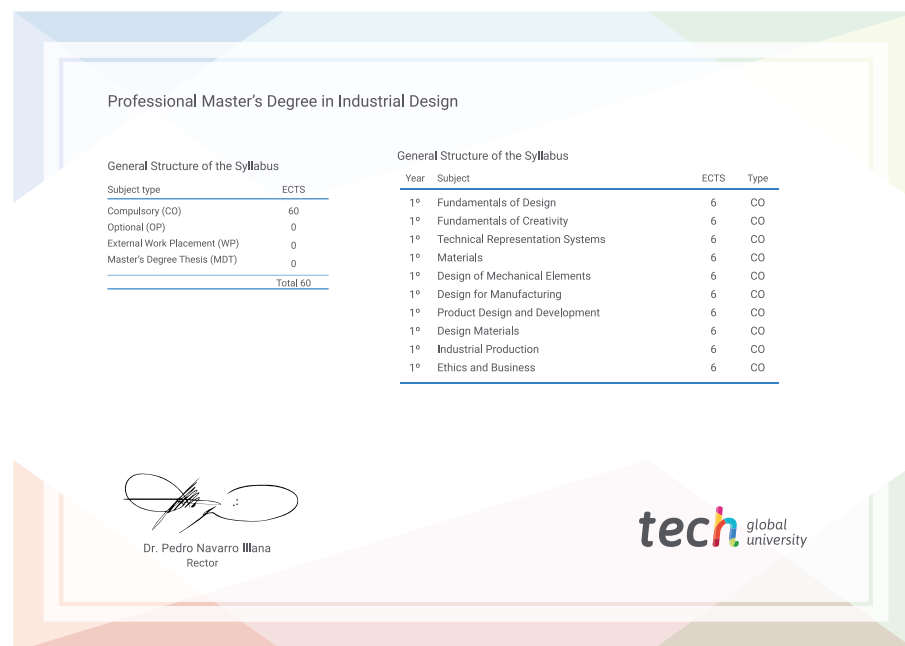 Professional Master's Degree in Industrial Design
General Structure of the Syllabus
Subject type ECTS
Compulsory (CO) 60
Optional (OP) 0
External Work Placement (WP) 0
Master's Degree Thesis (MDT) 0
Total 60
General Structure of the Syllabus
Year Subject ECTS Type
1º Fundamentals of Design 6 CO
1º Fundamentals of Creativity 6 CO
1º Technical Representation Systems 6 CO
1º Materials 6 CO
1º Design of Mechanical Elements 6 CO
1º Design for Manufacturing 6 CO
1º Product Design and Development 6 CO
1º Design Materials 6 CO
1º Industrial Production 6 CO
1º Ethics and Business 6 CO
Dr. Pedro Navarro Illana
Rector
tech global
university